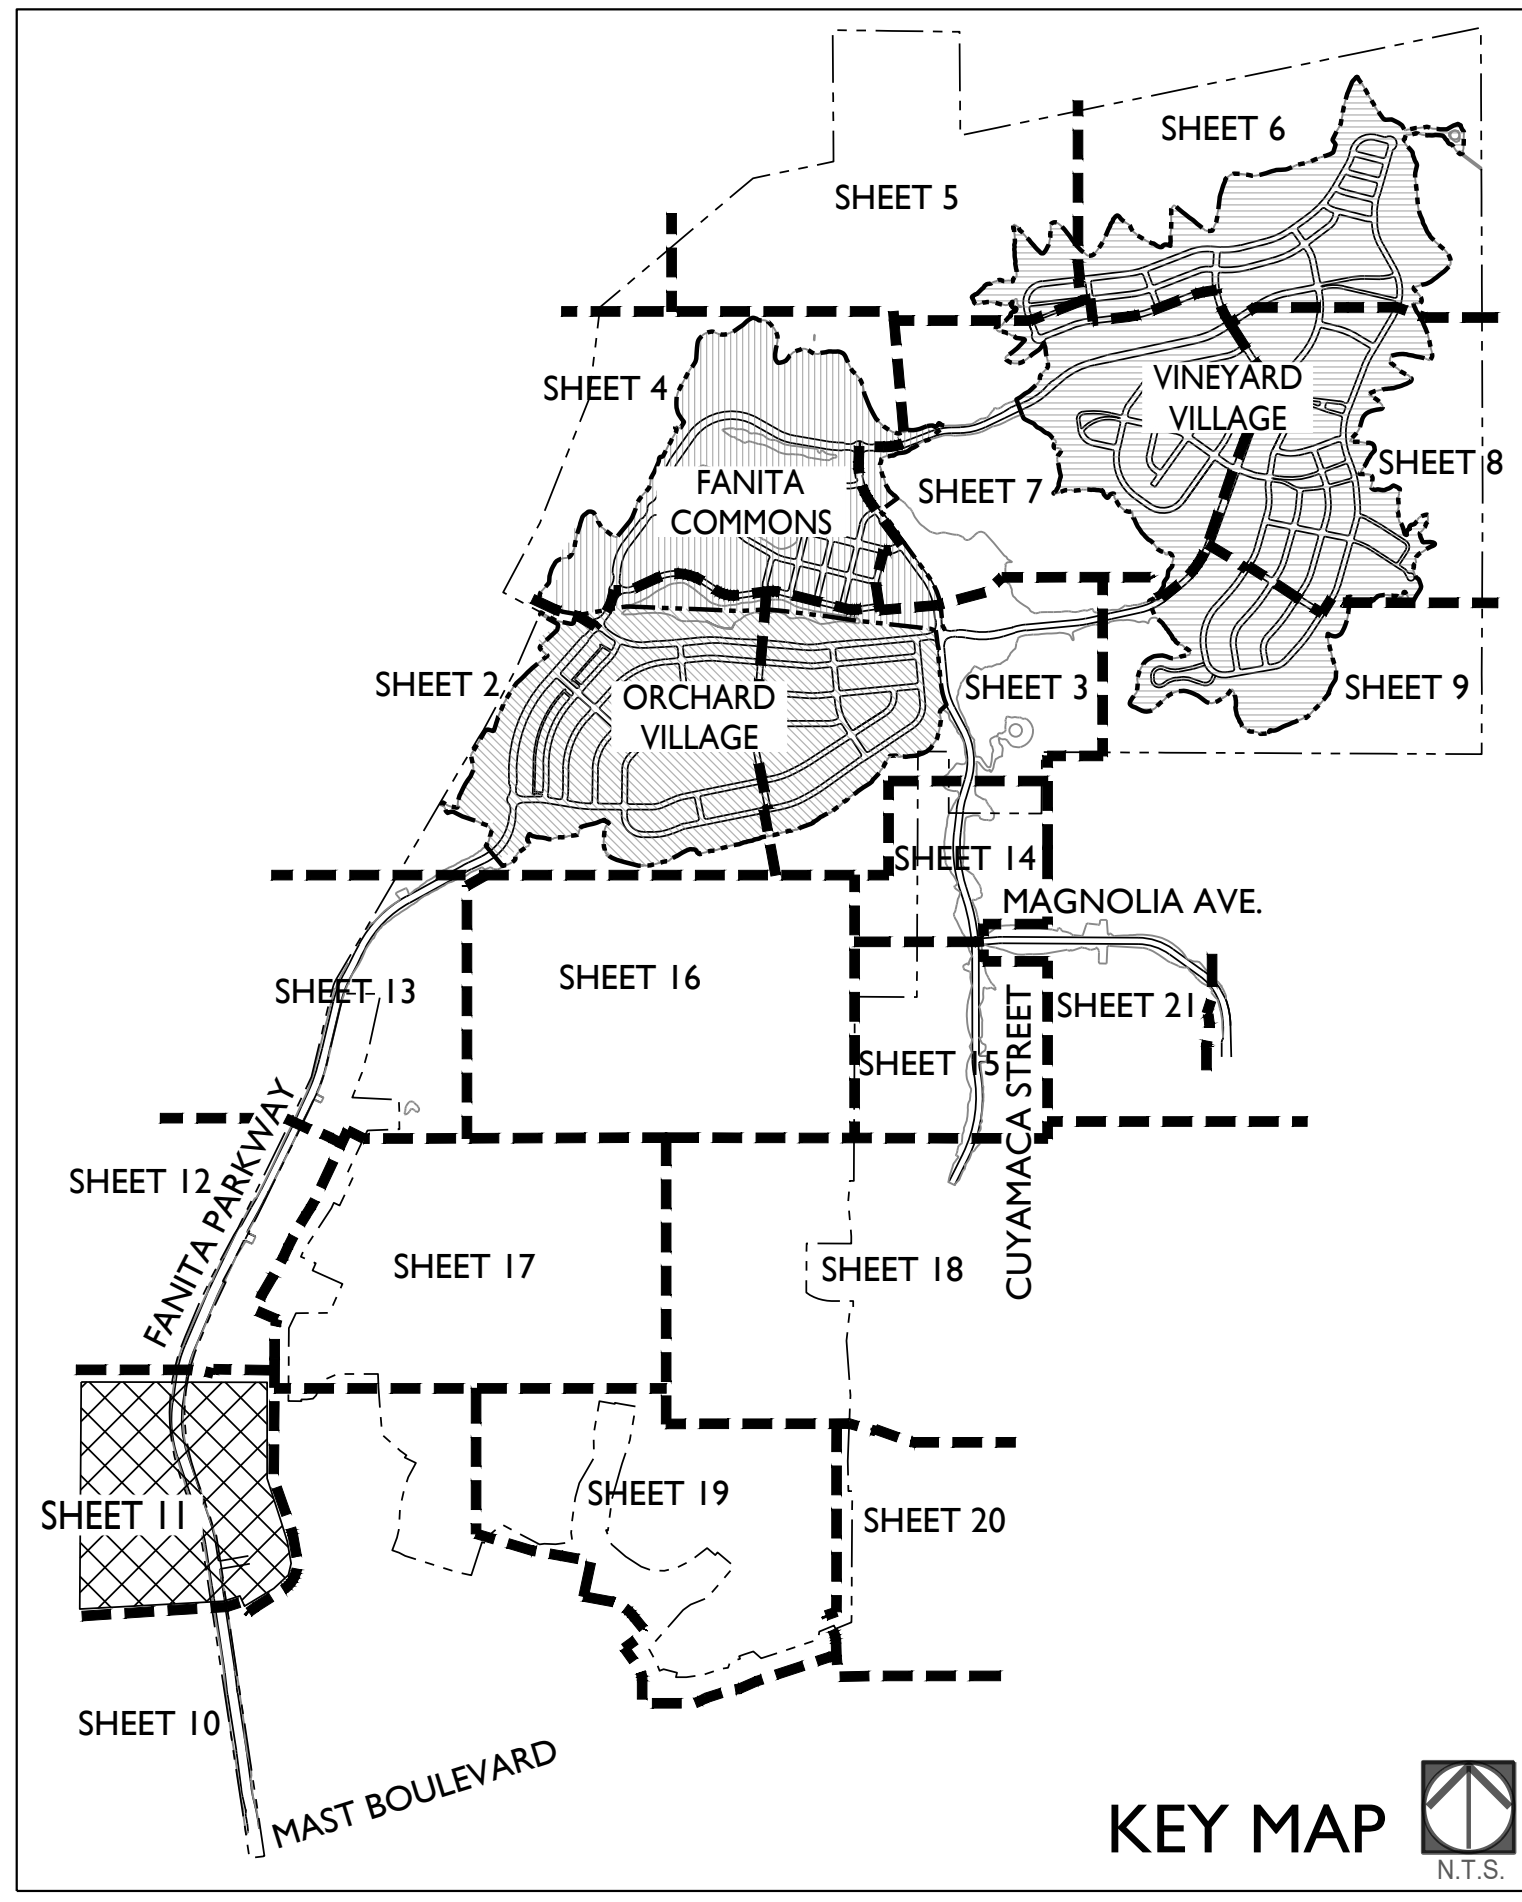 SHEET 6
SHEET 5
SHEET 4
VINEYARD
VILLAGE
SHEET 8
FANITA
COMMONS
SHEET 7
SHEET 2
ORCHARD
VILLAGE
SHEET 3
SHEET 9
SHEET 14
MAGNOLIA AVE.
SHEET 13
SHEET 16
SHEET 21
SHEET 15
CUYAMACA STREET
SHEET 12
FANITA PARKWAY
SHEET 17
SHEET 18
SHEET 11
SHEET 19
SHEET 20
SHEET 10
MAST BOULEVARD
KEY MAP
N.T.S.